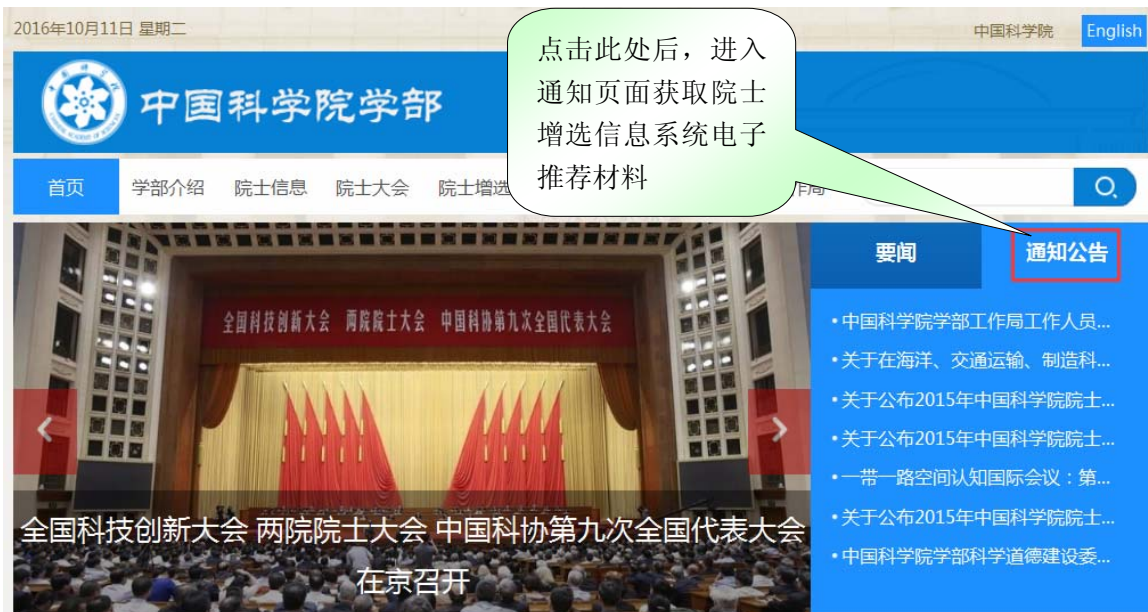 2016年10月11日 星期二
中国科学院
English
点击此处后，进入
通知页面获取院士
增选信息系统电子
推荐材料
中国科学院学部
首页
学部介绍
院士信息
院士大会
院士增选
作局
要闻
通知公告
全国科技创新大会 两院院士大会 中国科协第九次全国代表大会
•中国科学院学部工作局工作人员...
•关于在海洋、交通运输、制造科...
•关于公布2015年中国科学院院士...
•关于公布2015年中国科学院院士...
•一带一路空间认知国际会议：第...
•关于公布2015年中国科学院院士...
•中国科学院学部科学道德建设委...
全国科技创新大会 两院院士大会 中国科协第九次全国代表大会
在京召开